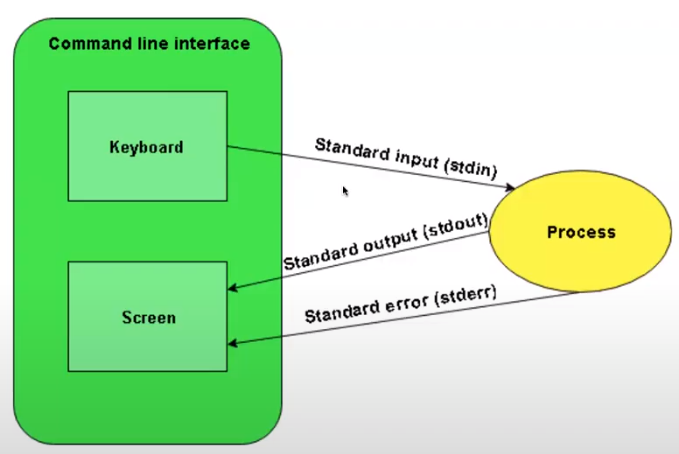 Command line interface
Keyboard
Standard input (stdin)
Process
Standard output (stdout)
Screen
Standard error (stderr)